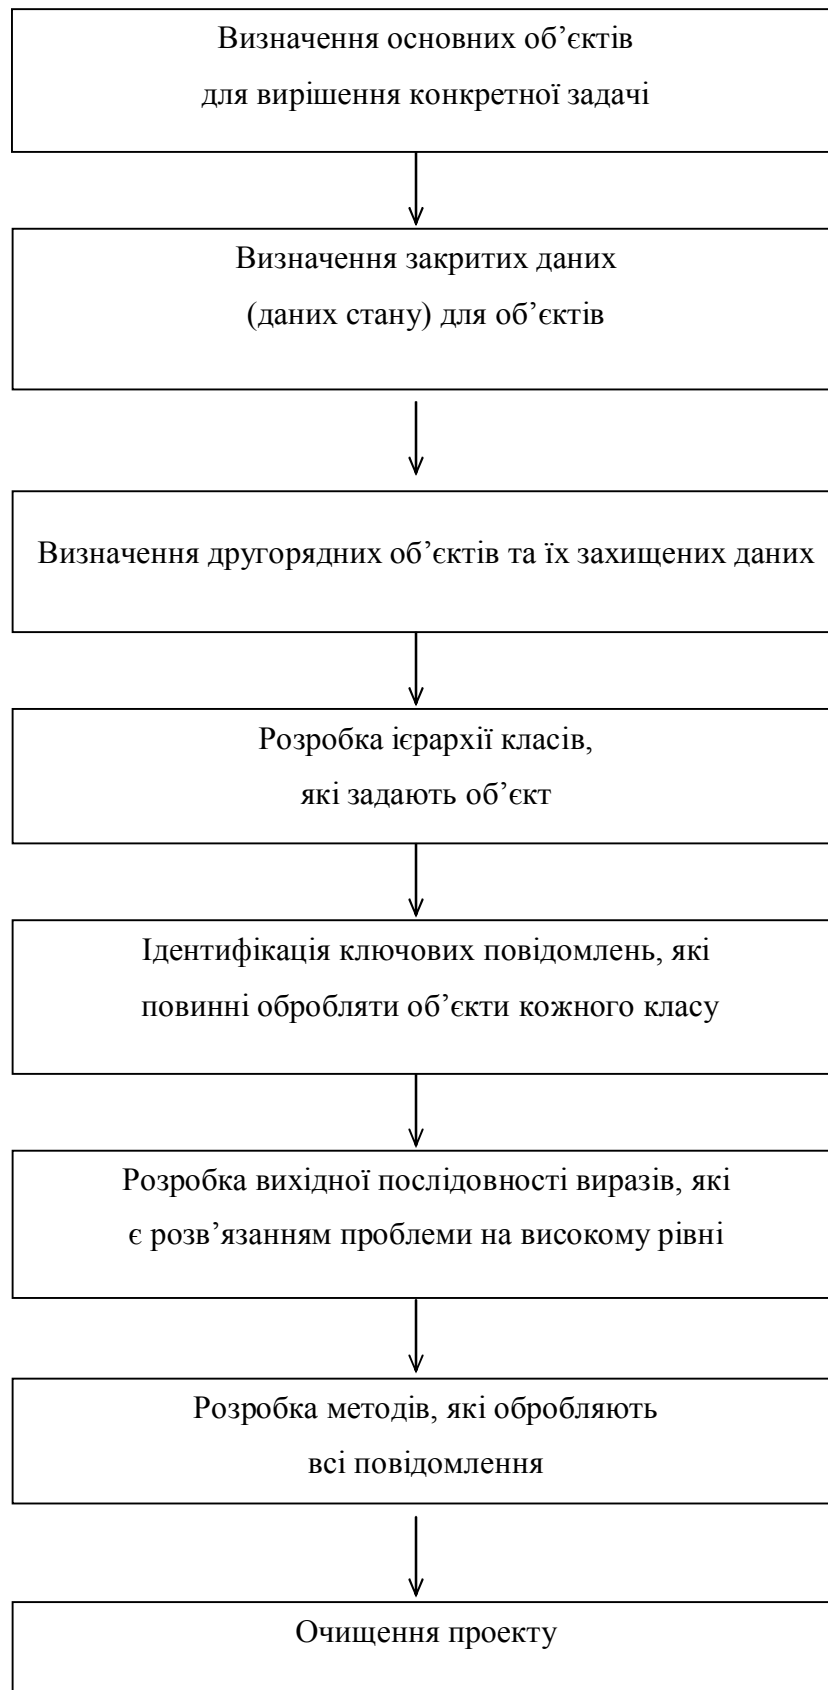 Визначення основних об’єктів
для вирішення конкретної задачі
Визначення закритих даних
(даних стану) для об’єктів
Визначення другорядних об’єктів та їх захищених даних
Розробка ієрархії класів,
які задають об’єкт
Ідентифікація ключових повідомлень, які
повинні обробляти об’єкти кожного класу
Розробка вихідної послідовності виразів, які
є розв’язанням проблеми на високому рівні
Розробка методів, які обробляють
всі повідомлення
Очищення проекту